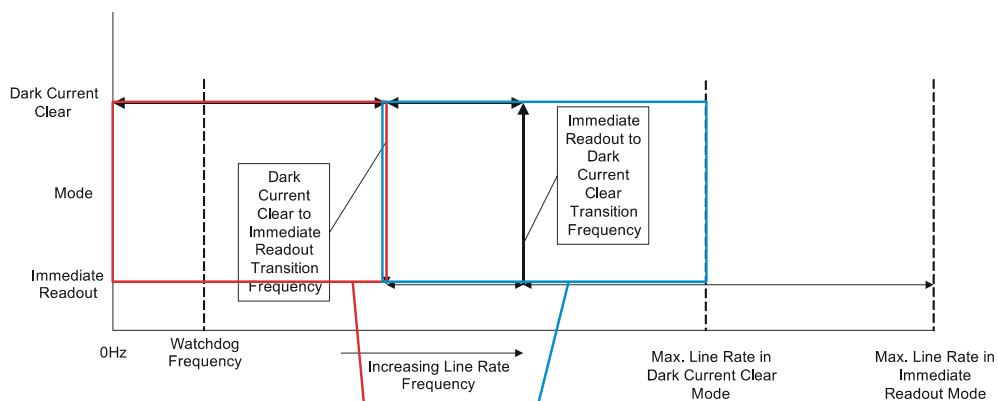 Dark Current
Clear
Mode
Immediate
Readout
Dark
Current
Clear to
Immediate
Readout
Transition
Frequency
Immediate
Readout to
Dark
Current
Clear
Transition
Frequency
0Hz
Watchdog
Frequency
Increasing Line Rate
Frequency
Max. Line Rate in
Dark Current Clear
Mode
Max. Line Rate in
Immediate
Readout Mode